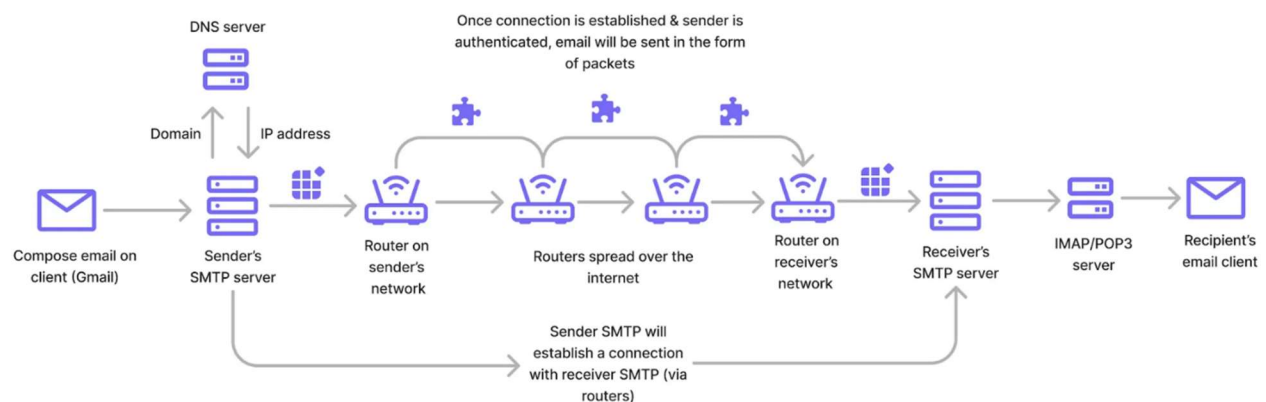 DNS server
Once connection is established & sender is
authenticated, email will be sent in the form
of packets
Domain
IP address
Compose email on
client (Gmail)
Sender's
SMTP server
Router on
sender's
network
Routers spread over the
internet
Router on
receiver's
network
Receiver's
SMTP server
IMAP/POP3
server
Recipient's
email client
Sender SMTP will
establish a connection
with receiver SMTP (via
routers)